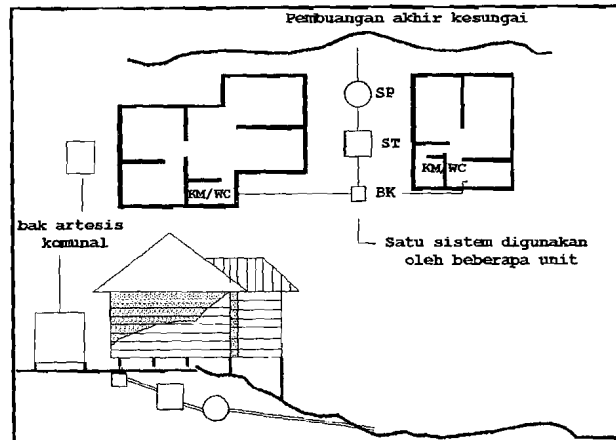 Pembuangan akhir kesungai
SP
ST
KM/WC
KM/WC
BK
bak artesis
komunal
Satu sistem digunakan
oleh beberapa unit